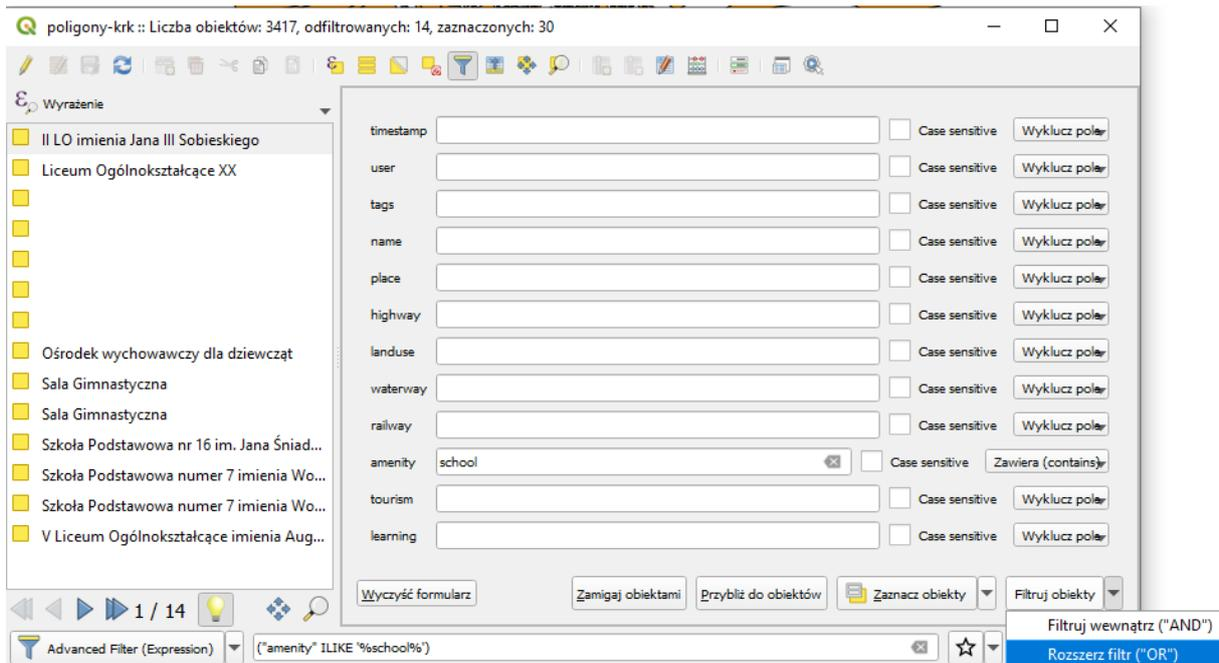 poligony-krk :: Liczba obiektów: 3417, odfiltrowanych: 14, zaznaczonych: 30
Wyrażenie
II LO imienia Jana III Sobieskiego
Liceum Ogólnokształcące XX
Ośrodek wychowawczy dla dziewcząt
Sala Gimnastyczna
Sala Gimnastyczna
Szkoła Podstawowa nr 16 im. Jana Śniad...
Szkoła Podstawowa numer 7 imienia Wo...
Szkoła Podstawowa numer 7 imienia Wo...
V Liceum Ogólnokształcące imienia Aug...
1 / 14
timestamp Case sensitive Wyklucz pole
user Case sensitive Wyklucz pole
tags Case sensitive Wyklucz pole
name Case sensitive Wyklucz pole
place Case sensitive Wyklucz pole
highway Case sensitive Wyklucz pole
landuse Case sensitive Wyklucz pole
waterway Case sensitive Wyklucz pole
railway Case sensitive Wyklucz pole
amenity school Case sensitive Zawiera (contains)
tourism Case sensitive Wyklucz pole
learning Case sensitive Wyklucz pole
Wyczyść formularz Zamigaj obiektami Przybliż do obiektów Zaznacz obiekty Filtruj obiekty
Filtruj wewnątrz ("AND")
Rozszerz filtr ("OR")
Advanced Filter (Expression) ("amenity" ILIKE '%school%')